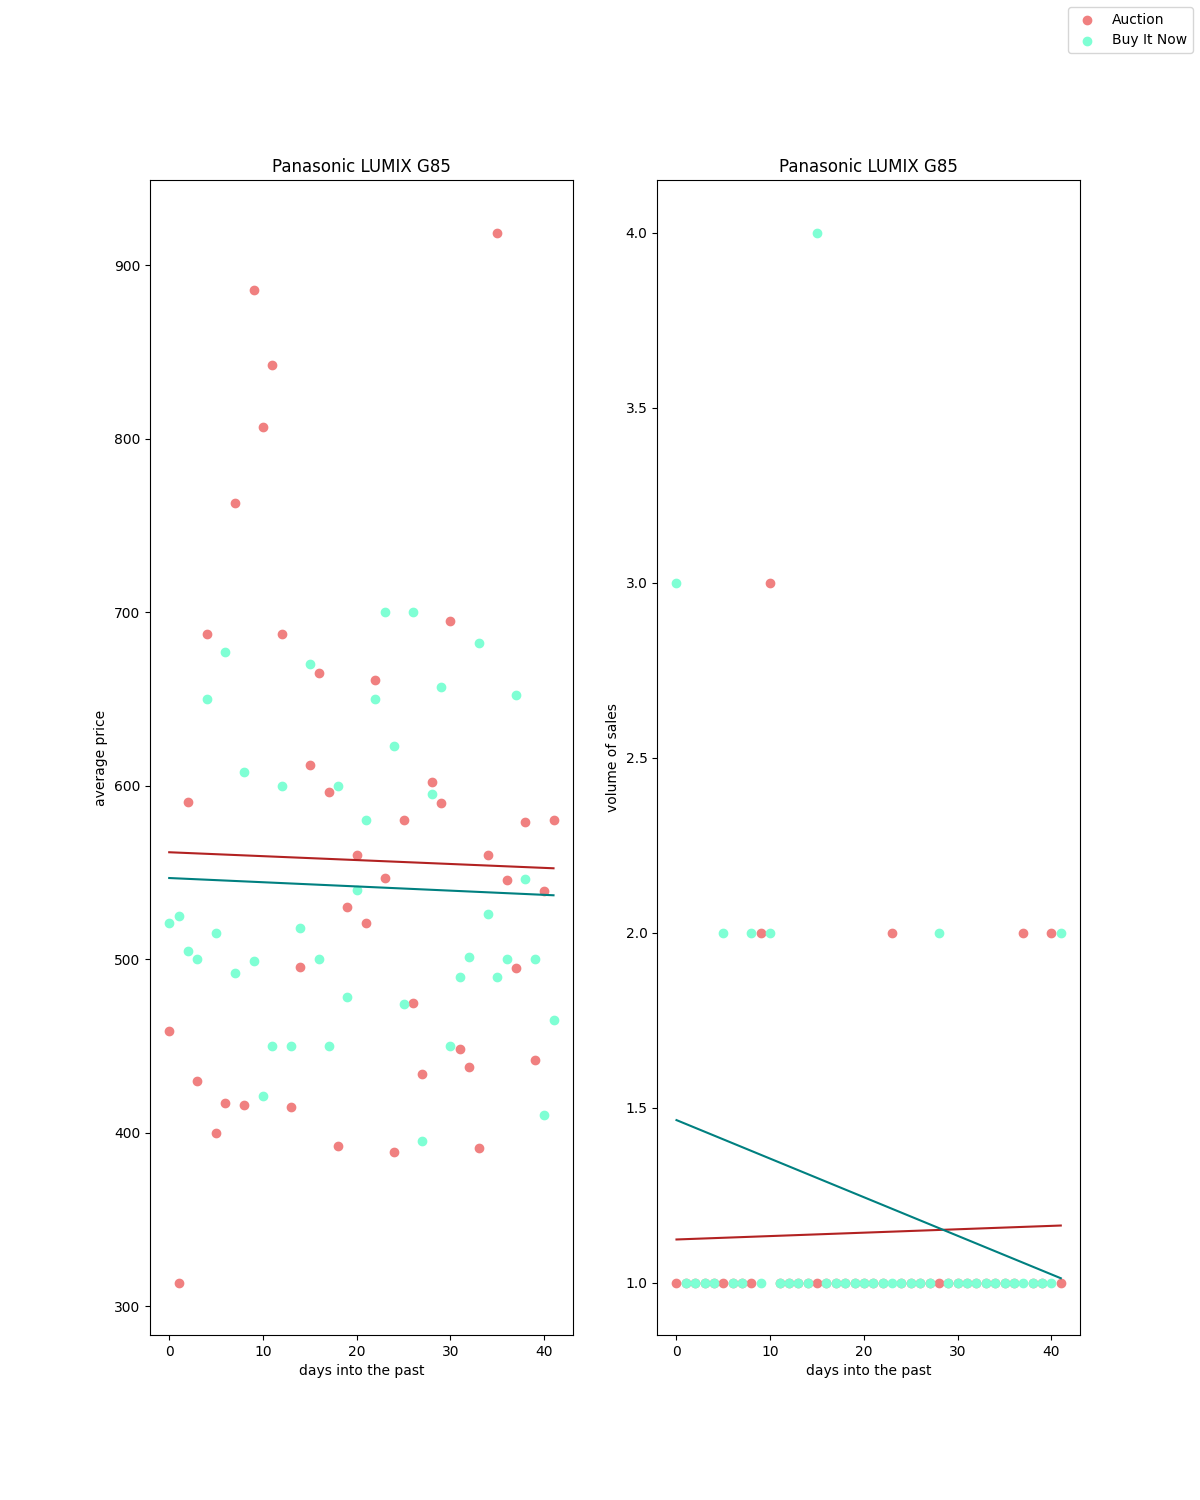 Auction
Buy It Now
Panasonic LUMIX G85
900
800
700
600
500
400
300
average price
0 10 20 30 40
days into the past
Panasonic LUMIX G85
4.0
3.5
3.0
2.5
2.0
1.5
1.0
volume of sales
0 10 20 30 40
days into the past